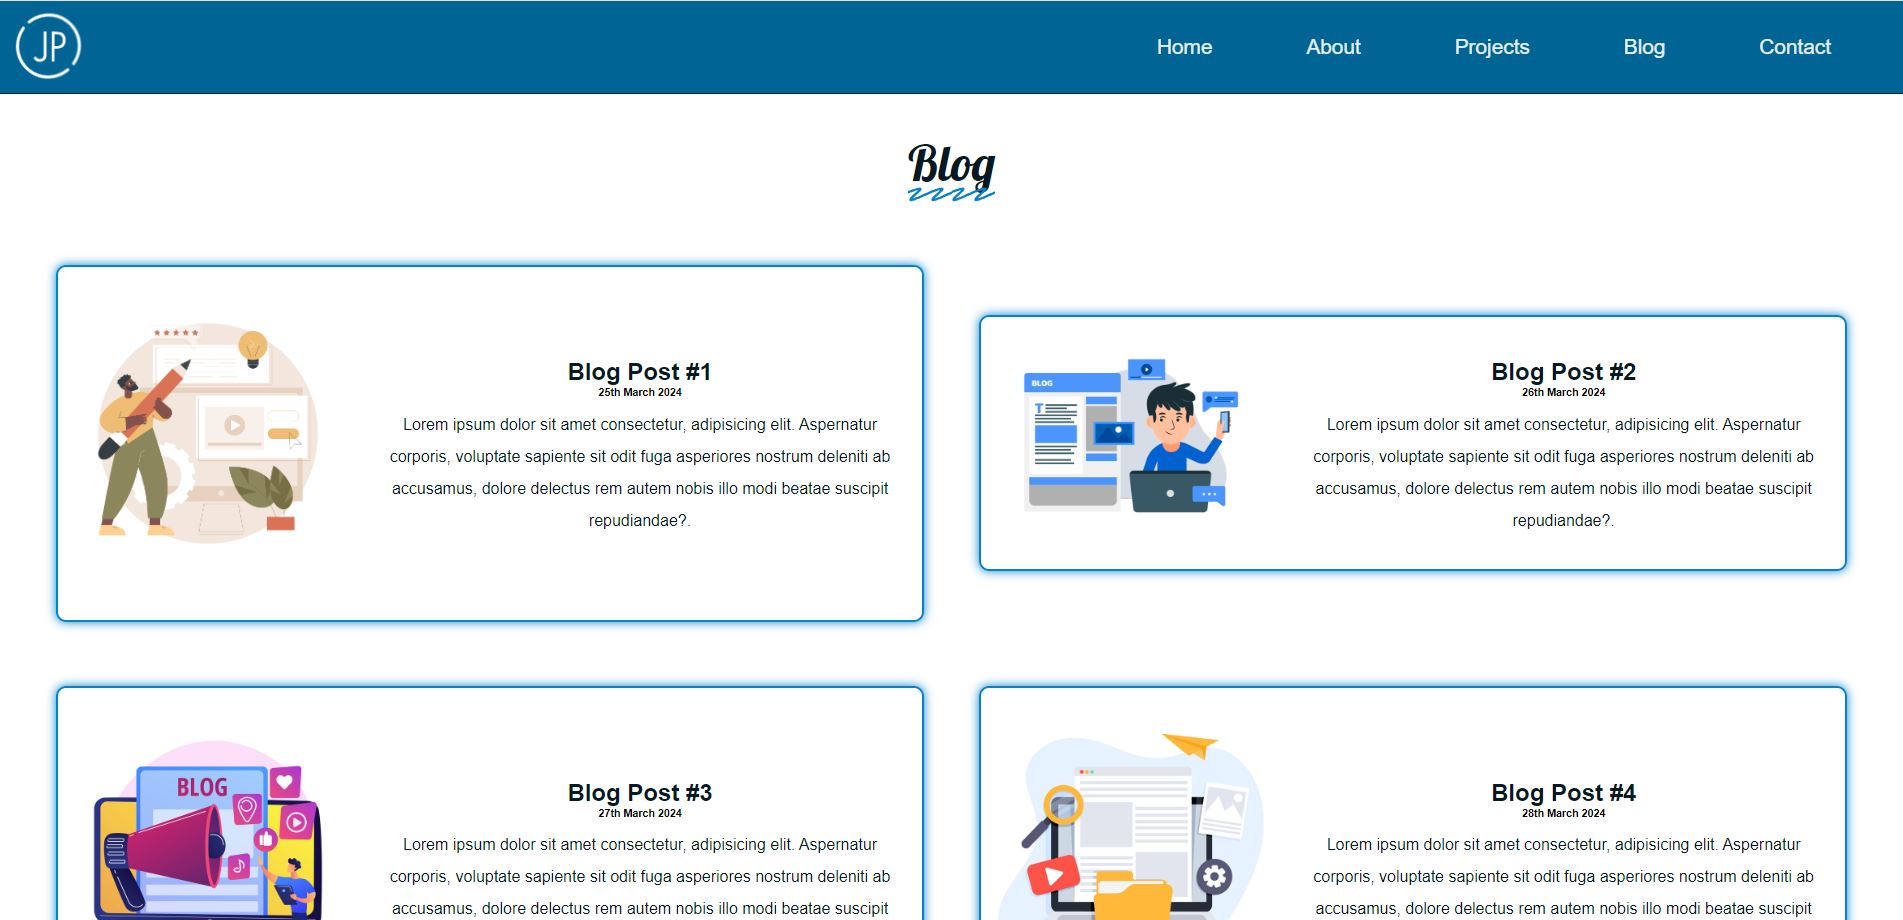 JP
Home About Projects Blog Contact
Blog
Blog Post #1
25th March 2024
Lorem ipsum dolor sit amet consectetur, adipisicing elit. Aspernatur
corporis, voluptate sapiente sit odit fuga asperiores nostrum deleniti ab
accusamus, dolore delectus rem autem nobis illo modi beatae suscipit
repudiandae?.
BLOG
T
Blog Post #2
26th March 2024
Lorem ipsum dolor sit amet consectetur, adipisicing elit. Aspernatur
corporis, voluptate sapiente sit odit fuga asperiores nostrum deleniti ab
accusamus, dolore delectus rem autem nobis illo modi beatae suscipit
repudiandae?.
BLOG
Blog Post #3
27th March 2024
Lorem ipsum dolor sit amet consectetur, adipisicing elit. Aspernatur
corporis, voluptate sapiente sit odit fuga asperiores nostrum deleniti ab
accusamus, dolore delectus rem autem nobis illo modi beatae suscipit
Blog Post #4
28th March 2024
Lorem ipsum dolor sit amet consectetur, adipisicing elit. Aspernatur
corporis, voluptate sapiente sit odit fuga asperiores nostrum deleniti ab
accusamus, dolore delectus rem autem nobis illo modi beatae suscipit